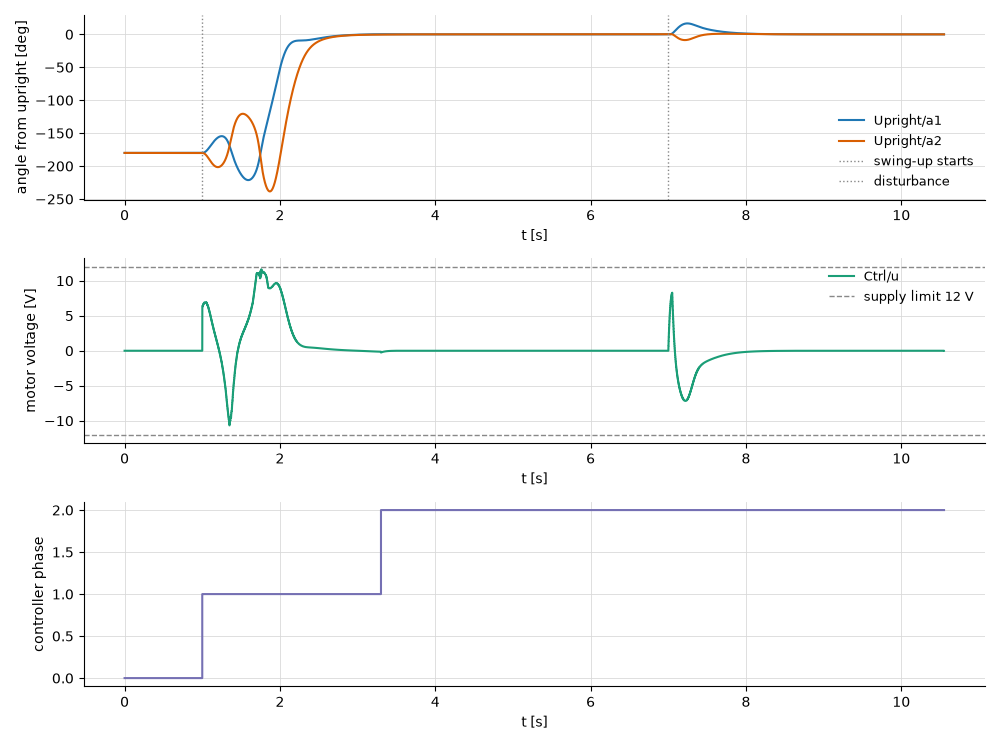 angle from upright [deg]
0
−50
−100
−150
−200
−250
Upright/a1
Upright/a2
swing-up starts
disturbance
0 2 4 6 8 10
t [s]
motor voltage [V]
10
5
0
−5
−10
Ctrl/u
supply limit 12 V
0 2 4 6 8 10
t [s]
controller phase
2.0
1.5
1.0
0.5
0.0
0 2 4 6 8 10
t [s]